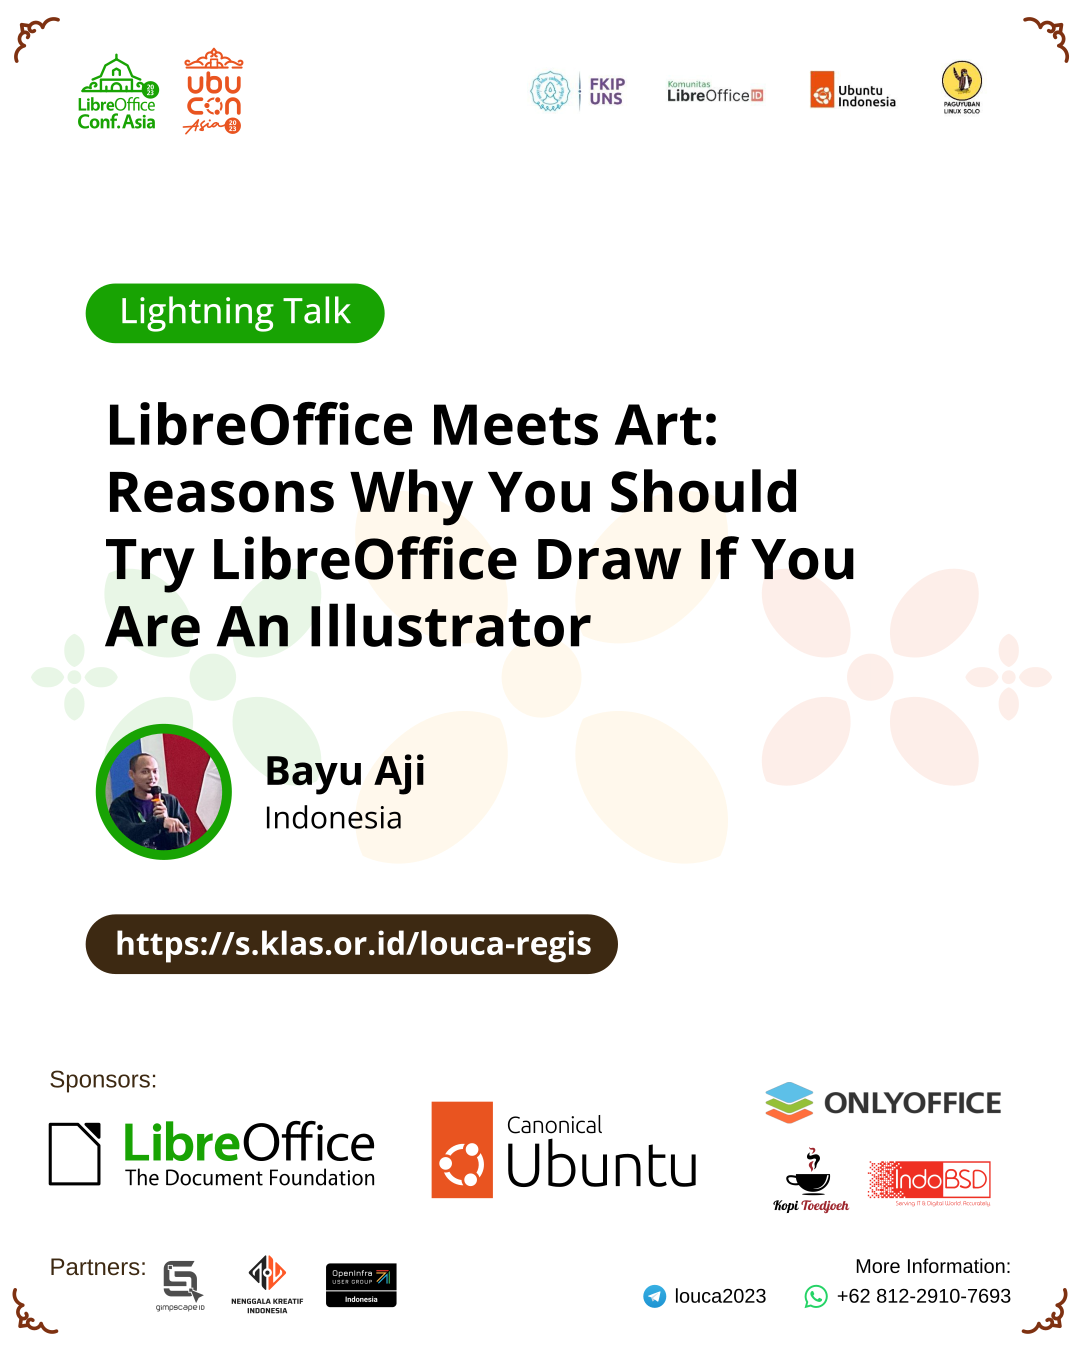 LibreOffice
Conf. Asia
2023
ubu
con
Asia
2023
FKIP
UNS
Komunitas
LibreOffice ID
Ubuntu
Indonesia
PAGUYUBAN
LINUX SOLO
Lightning Talk
LibreOffice Meets Art:
Reasons Why You Should
Try LibreOffice Draw If You
Are An Illustrator
Bayu Aji
Indonesia
https://s.klas.or.id/louca-regis
Sponsors:
LibreOffice
The Document Foundation
Canonical
Ubuntu
ONLYOFFICE
Kopi Toedjoeh
IndoBSD
Serving IT & Digital World Accurately
Partners:
gimpscape ID
NENGGALA KREATIF
INDONESIA
OpenInfra
USER GROUP
Indonesia
More Information:
louca2023
+62 812-2910-7693